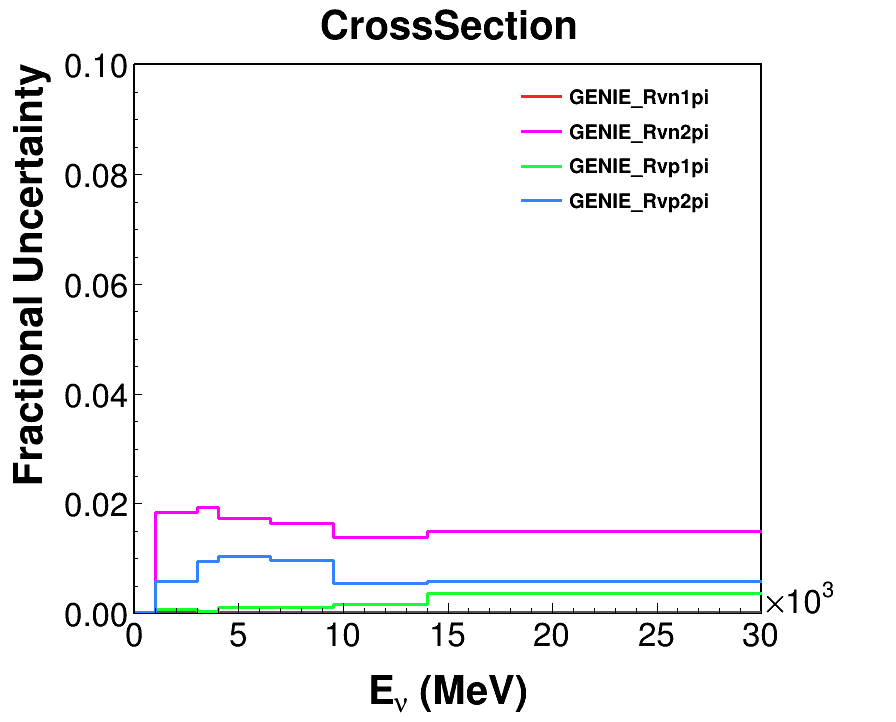 CrossSection
Fractional Uncertainty
0.10
0.08
0.06
0.04
0.02
0.00
GENIE_Rvn1pi
GENIE_Rvn2pi
GENIE_Rvp1pi
GENIE_Rvp2pi
0 5 10 15 20 25 30
×10³
Eν (MeV)